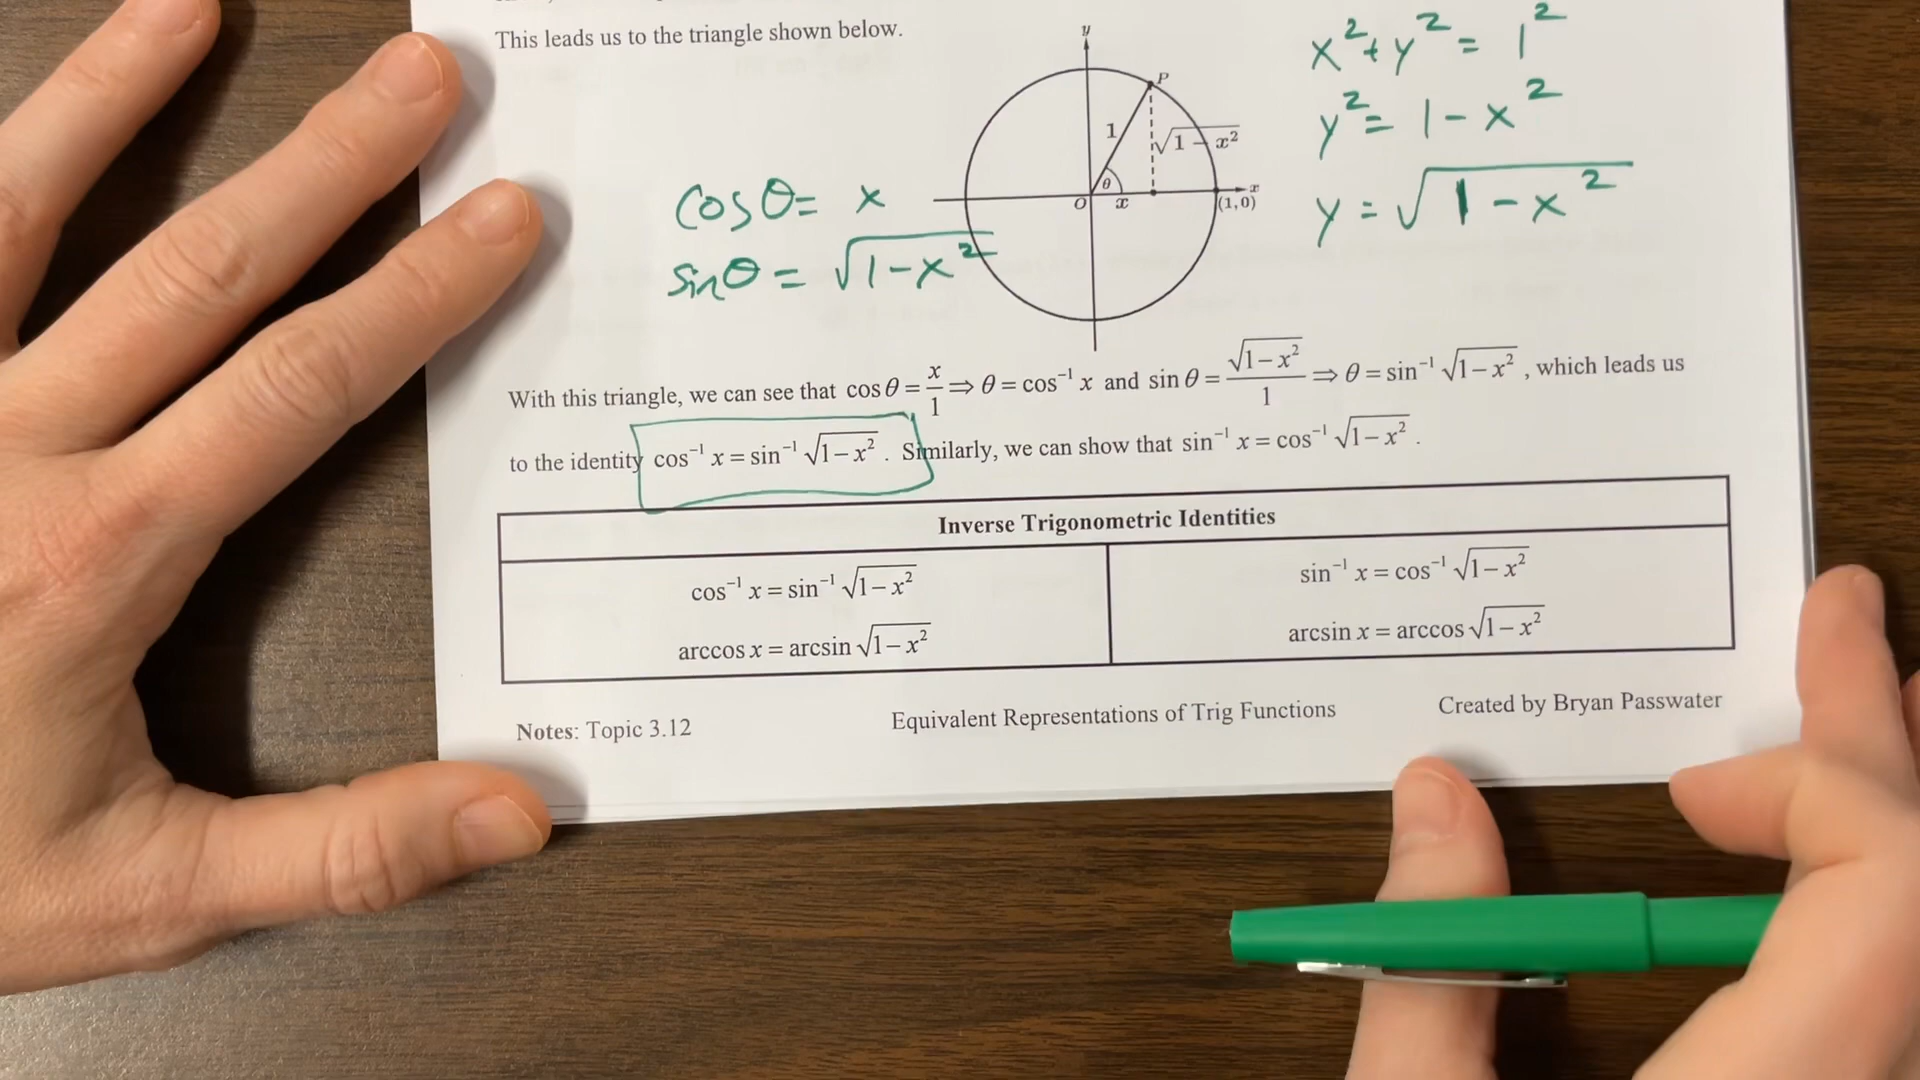 This leads us to the triangle shown below.
y
P
1
√1 − x²
θ
O
x
x
(1,0)
x² + y² = 1²
y² = 1 − x²
y = √1 − x²
cosθ = x
sinθ = √1 − x²
With this triangle, we can see that cos θ = x/1 ⇒ θ = cos⁻¹ x and sin θ = √1 − x²/1 ⇒ θ = sin⁻¹ √1 − x² , which leads us
to the identity cos⁻¹ x = sin⁻¹ √1 − x² . Similarly, we can show that sin⁻¹ x = cos⁻¹ √1 − x² .
Inverse Trigonometric Identities
cos⁻¹ x = sin⁻¹ √1 − x²
arccos x = arcsin √1 − x²
sin⁻¹ x = cos⁻¹ √1 − x²
arcsin x = arccos √1 − x²
Notes: Topic 3.12
Equivalent Representations of Trig Functions
Created by Bryan Passwater